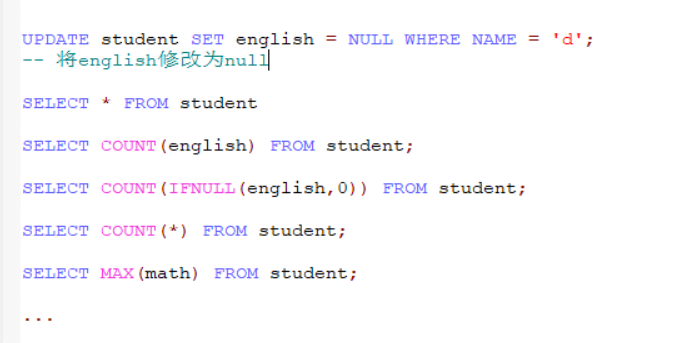 UPDATE student SET english = NULL WHERE NAME = 'd';
-- 将english修改为null
SELECT * FROM student
SELECT COUNT(english) FROM student;
SELECT COUNT(IFNULL(english,0)) FROM student;
SELECT COUNT(*) FROM student;
SELECT MAX(math) FROM student;
...